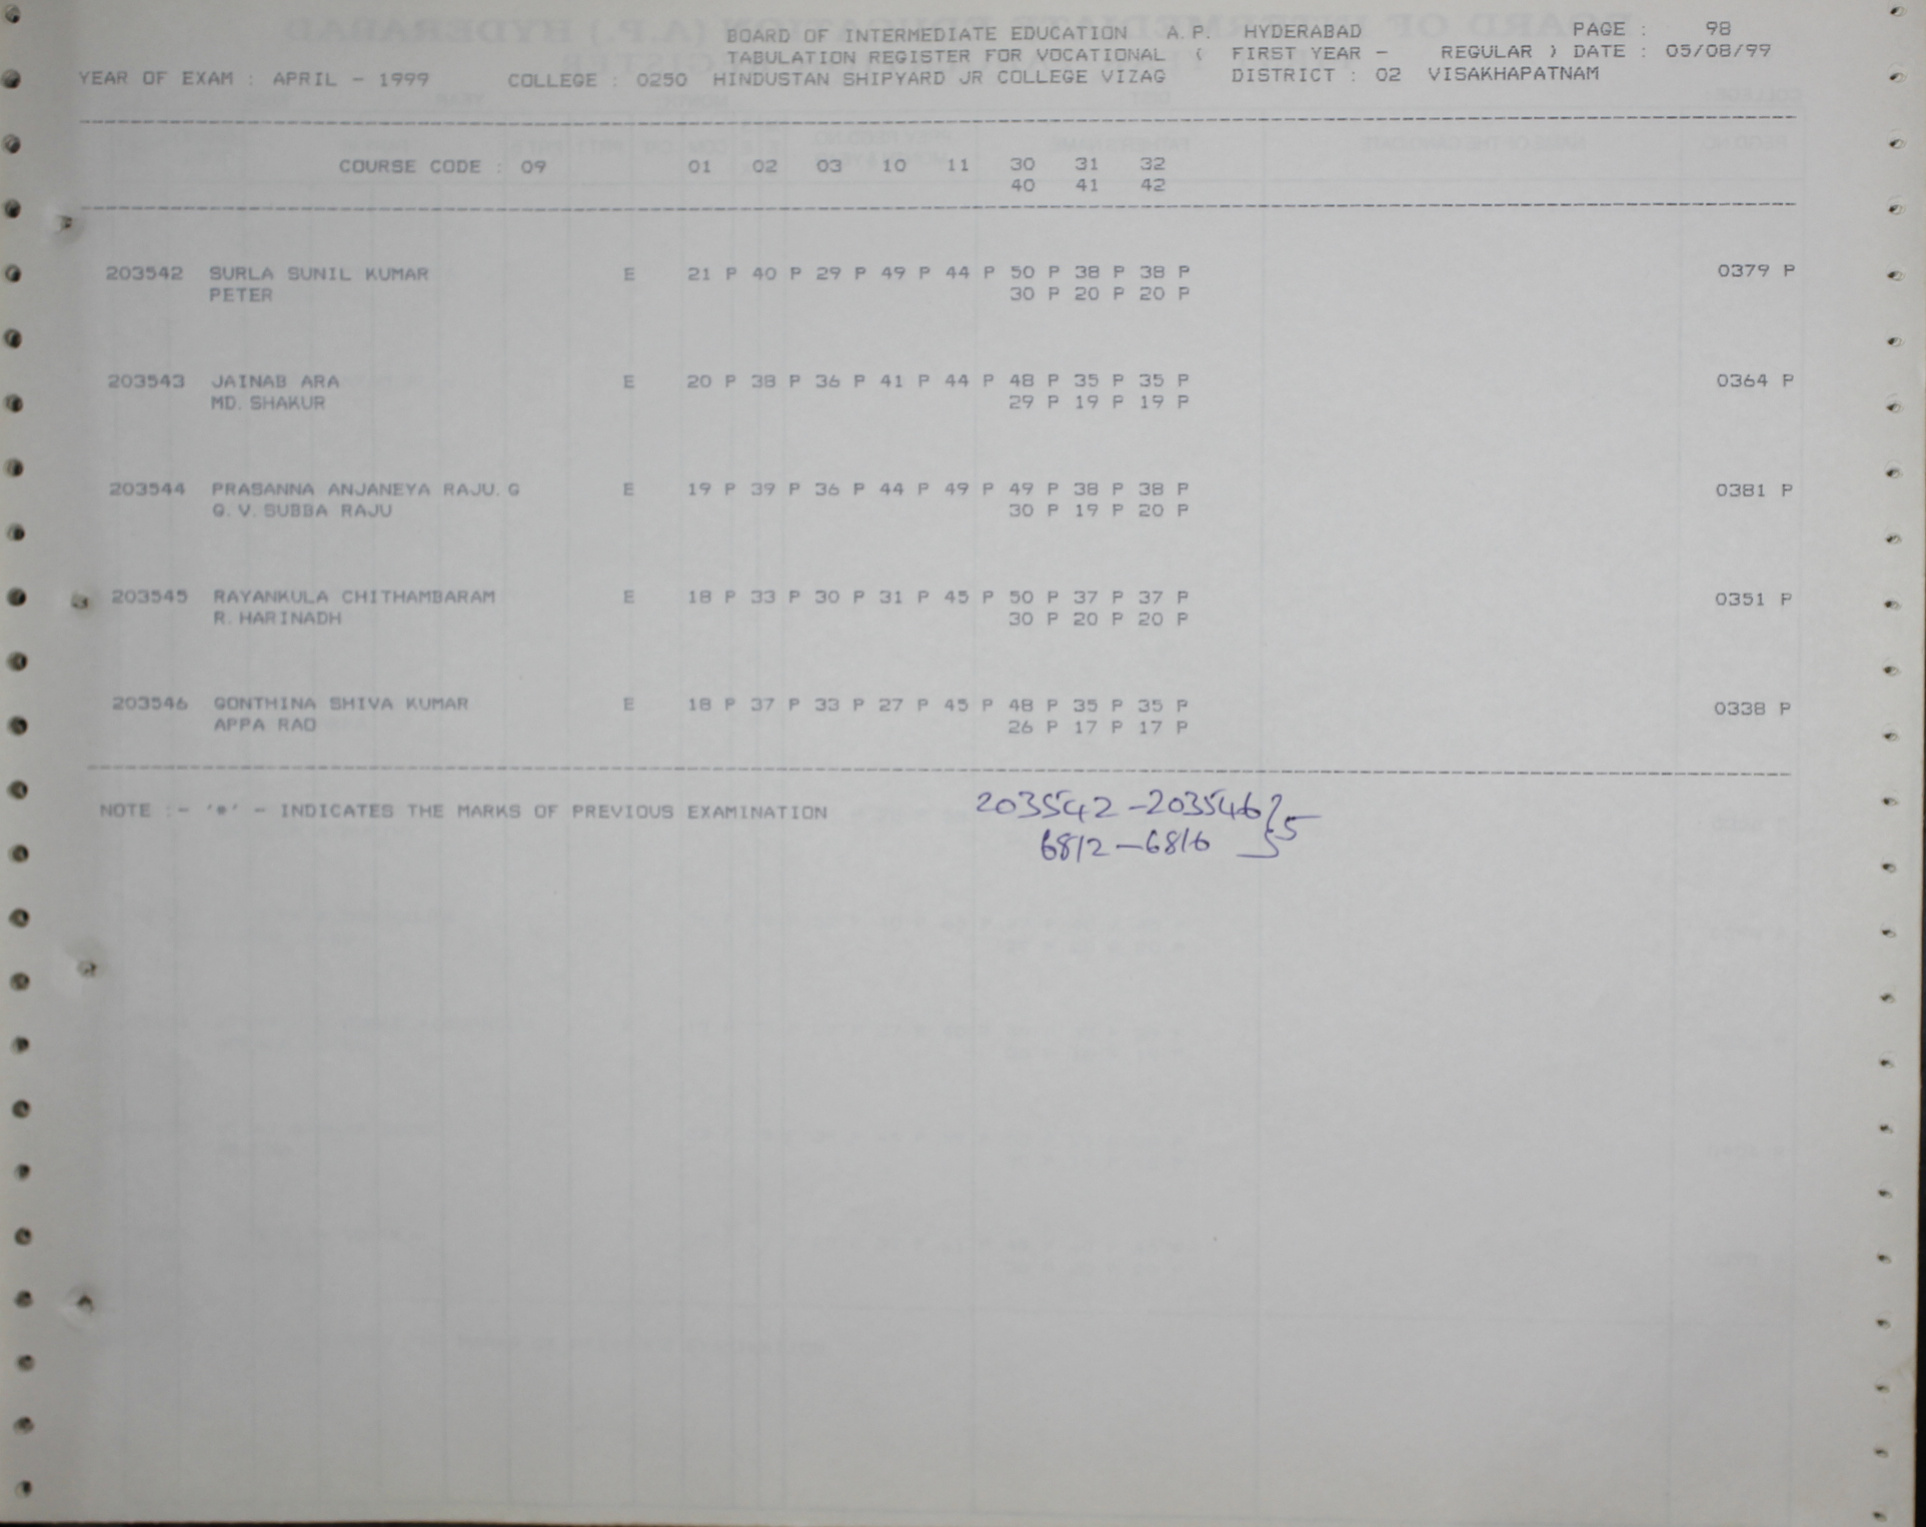 BOARD OF INTERMEDIATE EDUCATION A.P. HYDERABAD PAGE : 98
TABULATION REGISTER FOR VOCATIONAL ( FIRST YEAR - REGULAR ) DATE : 05/08/99
YEAR OF EXAM : APRIL - 1999 COLLEGE : 0250 HINDUSTAN SHIPYARD JR COLLEGE VIZAG DISTRICT : 02 VISAKHAPATNAM
COURSE CODE : 09 01 02 03 10 11 30 31 32
40 41 42
203542 SURLA SUNIL KUMAR E 21 P 40 P 29 P 49 P 44 P 50 P 38 P 38 P 0379 P
PETER 30 P 20 P 20 P
203543 JAINAB ARA E 20 P 38 P 36 P 41 P 44 P 48 P 35 P 35 P 0364 P
MD. SHAKUR 29 P 19 P 19 P
203544 PRASANNA ANJANEYA RAJU. G E 19 P 39 P 36 P 44 P 49 P 49 P 38 P 38 P 0381 P
G. V. SUBBA RAJU 30 P 19 P 20 P
203545 RAYANKULA CHITHAMBARAM E 18 P 33 P 30 P 31 P 45 P 50 P 37 P 37 P 0351 P
R. HARINADH 30 P 20 P 20 P
203546 GONTHINA SHIVA KUMAR E 18 P 37 P 33 P 27 P 45 P 48 P 35 P 35 P 0338 P
APPA RAO 26 P 17 P 17 P
NOTE :- '*' - INDICATES THE MARKS OF PREVIOUS EXAMINATION
203542 - 203546 } 5
6812 - 6816